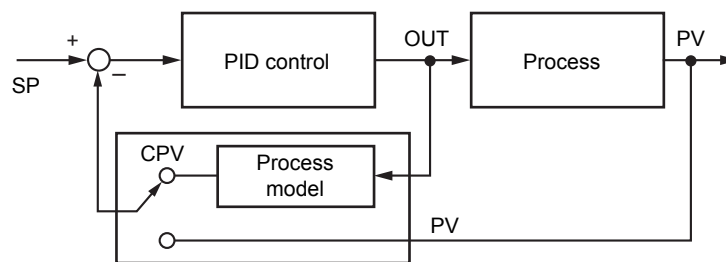 OUT
PV
+
PID control
Process
−
SP
CPV
Process
model
PV